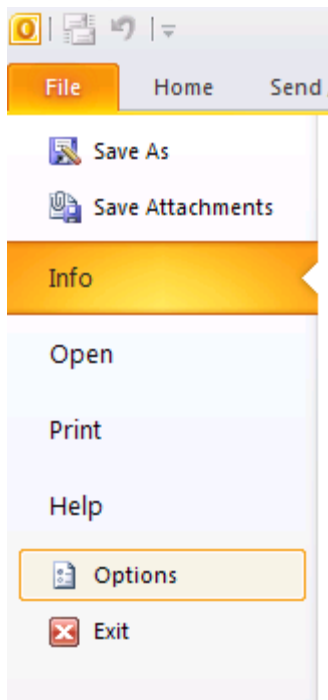 File Home Send
Save As
Save Attachments
Info
Open
Print
Help
Options
Exit